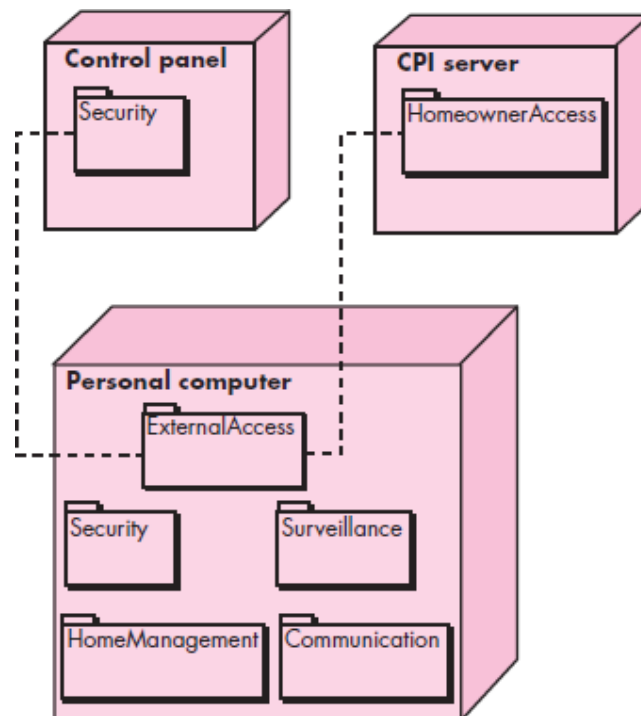 Control panel
Security
CPI server
HomeownerAccess
Personal computer
ExternalAccess
Security
Surveillance
HomeManagement
Communication